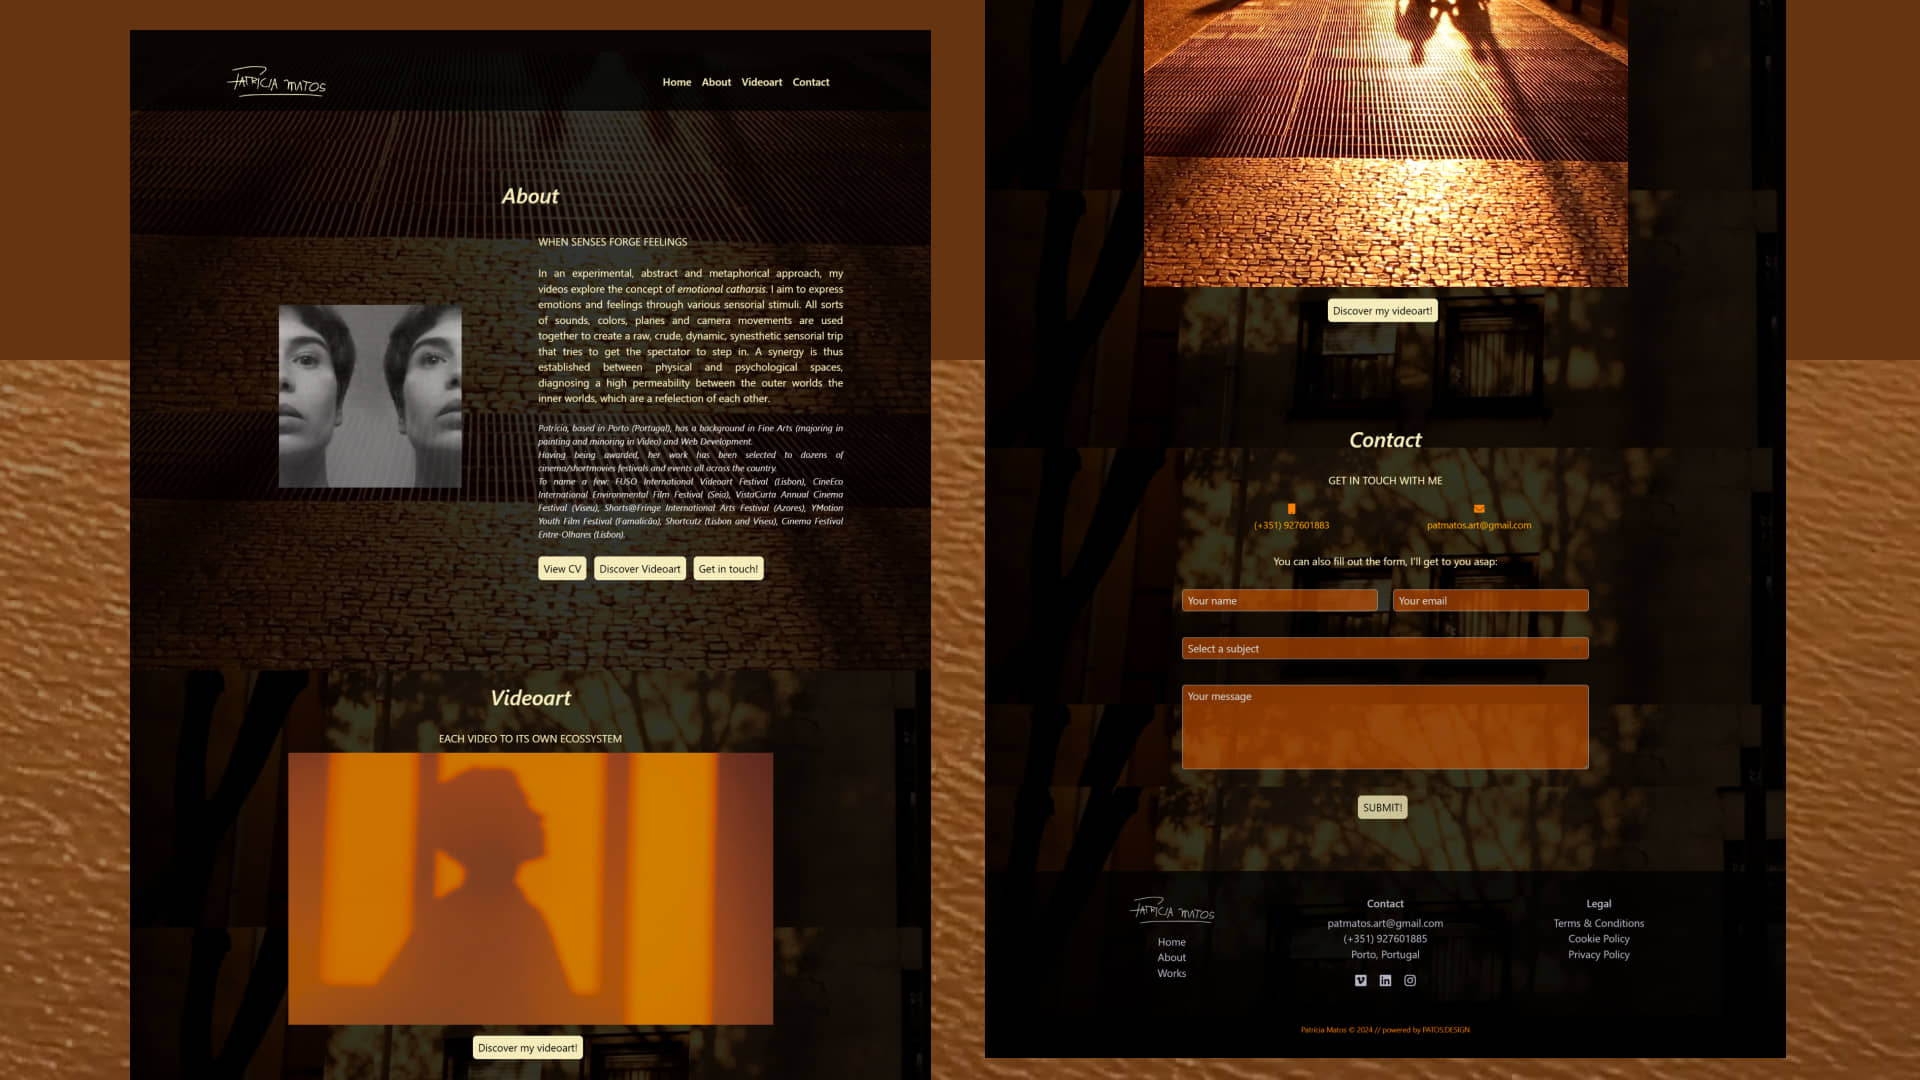 PATRÍCIA MATOS
Home About Videoart Contact
About
WHEN SENSES FORGE FEELINGS
In an experimental, abstract and metaphorical approach, my
videos explore the concept of emotional catharsis. I aim to express
emotions and feelings through various sensorial stimuli. All sorts
of sounds, colors, planes and camera movements are used
together to create a raw, crude, dynamic, synesthetic sensorial trip
that tries to get the spectator to step in. A synergy is thus
established between physical and psychological spaces,
diagnosing a high permeability between the outer worlds the
inner worlds, which are a refelection of each other.
Patrícia, based in Porto (Portugal), has a background in Fine Arts (majoring in
painting and minoring in Video) and Web Development.
Having being awarded, her work has been selected to dozens of
cinema/shortmovies festivals and events all across the country.
To name a few: FUSO International Videoart Festival (Lisbon), CineEco
International Environmental Film Festival (Seia), VistaCurta Annual Cinema
Festival (Viseu), Shorts@Fringe International Arts Festival (Azores), YMotion
Youth Film Festival (Famalicão), Shortcutz (Lisbon and Viseu), Cinema Festival
Entre-Olhares (Lisbon).
View CV Discover Videoart Get in touch!
Videoart
EACH VIDEO TO ITS OWN ECOSYSTEM
Discover my videoart!
Discover my videoart!
Contact
GET IN TOUCH WITH ME
(+351) 927601883 patmatos.art@gmail.com
You can also fill out the form, I'll get to you asap:
Your name Your email
Select a subject
Your message
SUBMIT!
PATRÍCIA MATOS
Home
About
Works
Contact
patmatos.art@gmail.com
(+351) 927601885
Porto, Portugal
Legal
Terms & Conditions
Cookie Policy
Privacy Policy
Patrícia Matos © 2024 // powered by PATOS.DESIGN